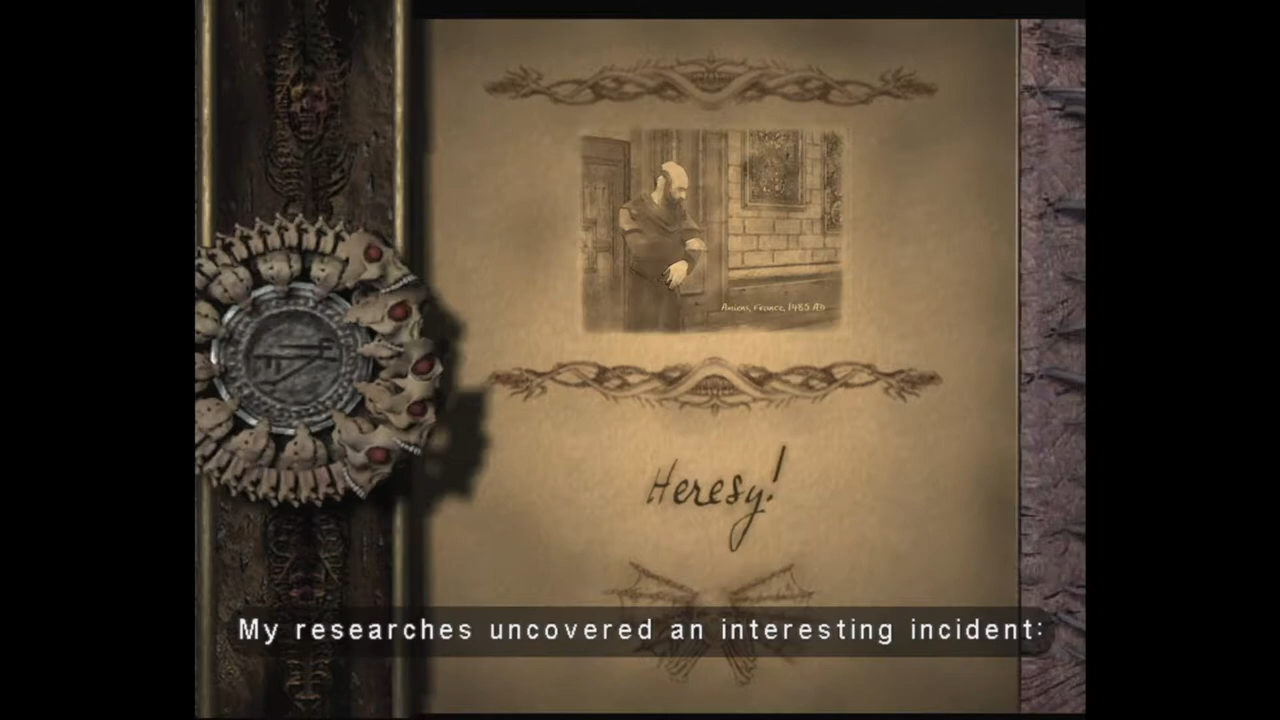 Amiens, France, 1485 AD
Heresy!
My researches uncovered an interesting incident: